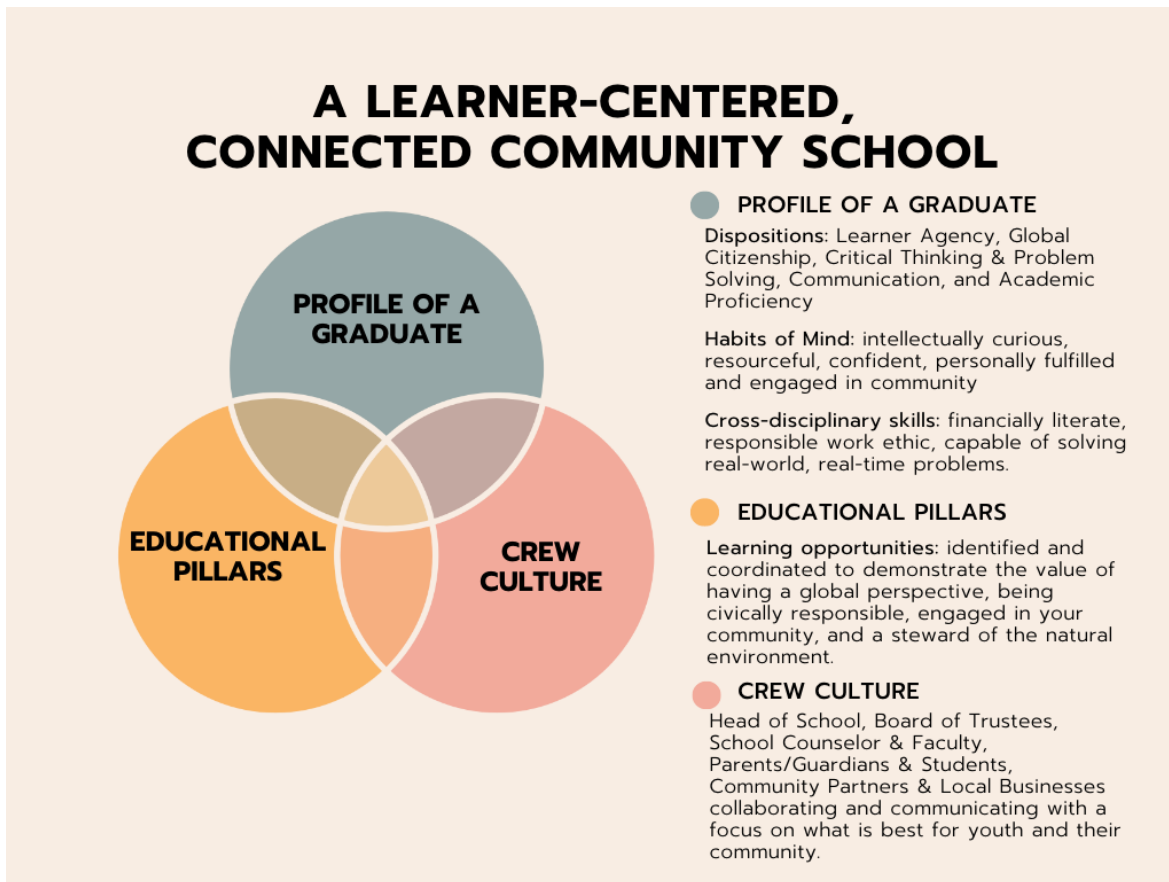 A LEARNER-CENTERED,
CONNECTED COMMUNITY SCHOOL
PROFILE OF A
GRADUATE
EDUCATIONAL
PILLARS
CREW
CULTURE
PROFILE OF A GRADUATE
Dispositions: Learner Agency, Global
Citizenship, Critical Thinking & Problem
Solving, Communication, and Academic
Proficiency
Habits of Mind: intellectually curious,
resourceful, confident, personally fulfilled
and engaged in community
Cross-disciplinary skills: financially literate,
responsible work ethic, capable of solving
real-world, real-time problems.
EDUCATIONAL PILLARS
Learning opportunities: identified and
coordinated to demonstrate the value of
having a global perspective, being
civically responsible, engaged in your
community, and a steward of the natural
environment.
CREW CULTURE
Head of School, Board of Trustees,
School Counselor & Faculty,
Parents/Guardians & Students,
Community Partners & Local Businesses
collaborating and communicating with a
focus on what is best for youth and their
community.